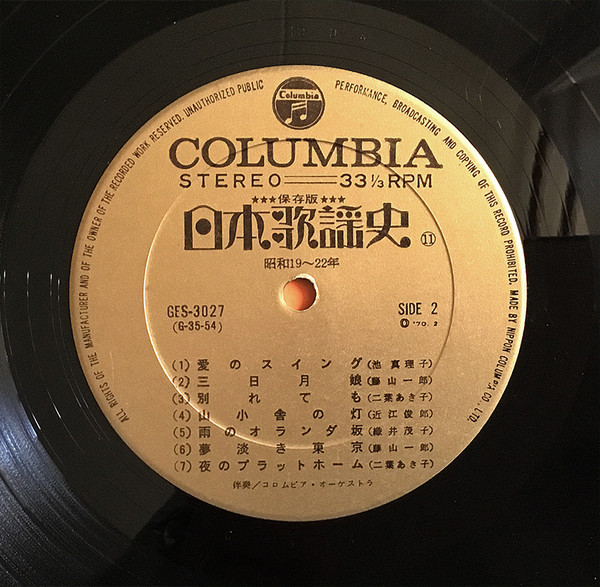 ALL RIGHTS OF THE MANUFACTURER AND OF THE OWNER OF THE RECORDED WORK RESERVED. UNAUTHORIZED PUBLIC PERFORMANCE, BROADCASTING AND COPYING OF THIS RECORD PROHIBITED. MADE BY NIPPON COLUMBIA CO., LTD.
Columbia
COLUMBIA
STEREO 33 1/3 RPM
★★★保存版★★★
日本歌謡史 ⑪
昭和19〜22年
GES-3027 SIDE 2
(G-35-54) Ⓟ '70. 2
(1) 愛のスイング (池真理子)
(2) 三日月娘 (藤山一郎)
(3) 別れても (二葉あき子)
(4) 山小舎の灯 (近江俊郎)
(5) 雨のオランダ坂 (織井茂子)
(6) 夢淡き東京 (藤山一郎)
(7) 夜のプラットホーム (二葉あき子)
伴奏/コロムビア・オーケストラ